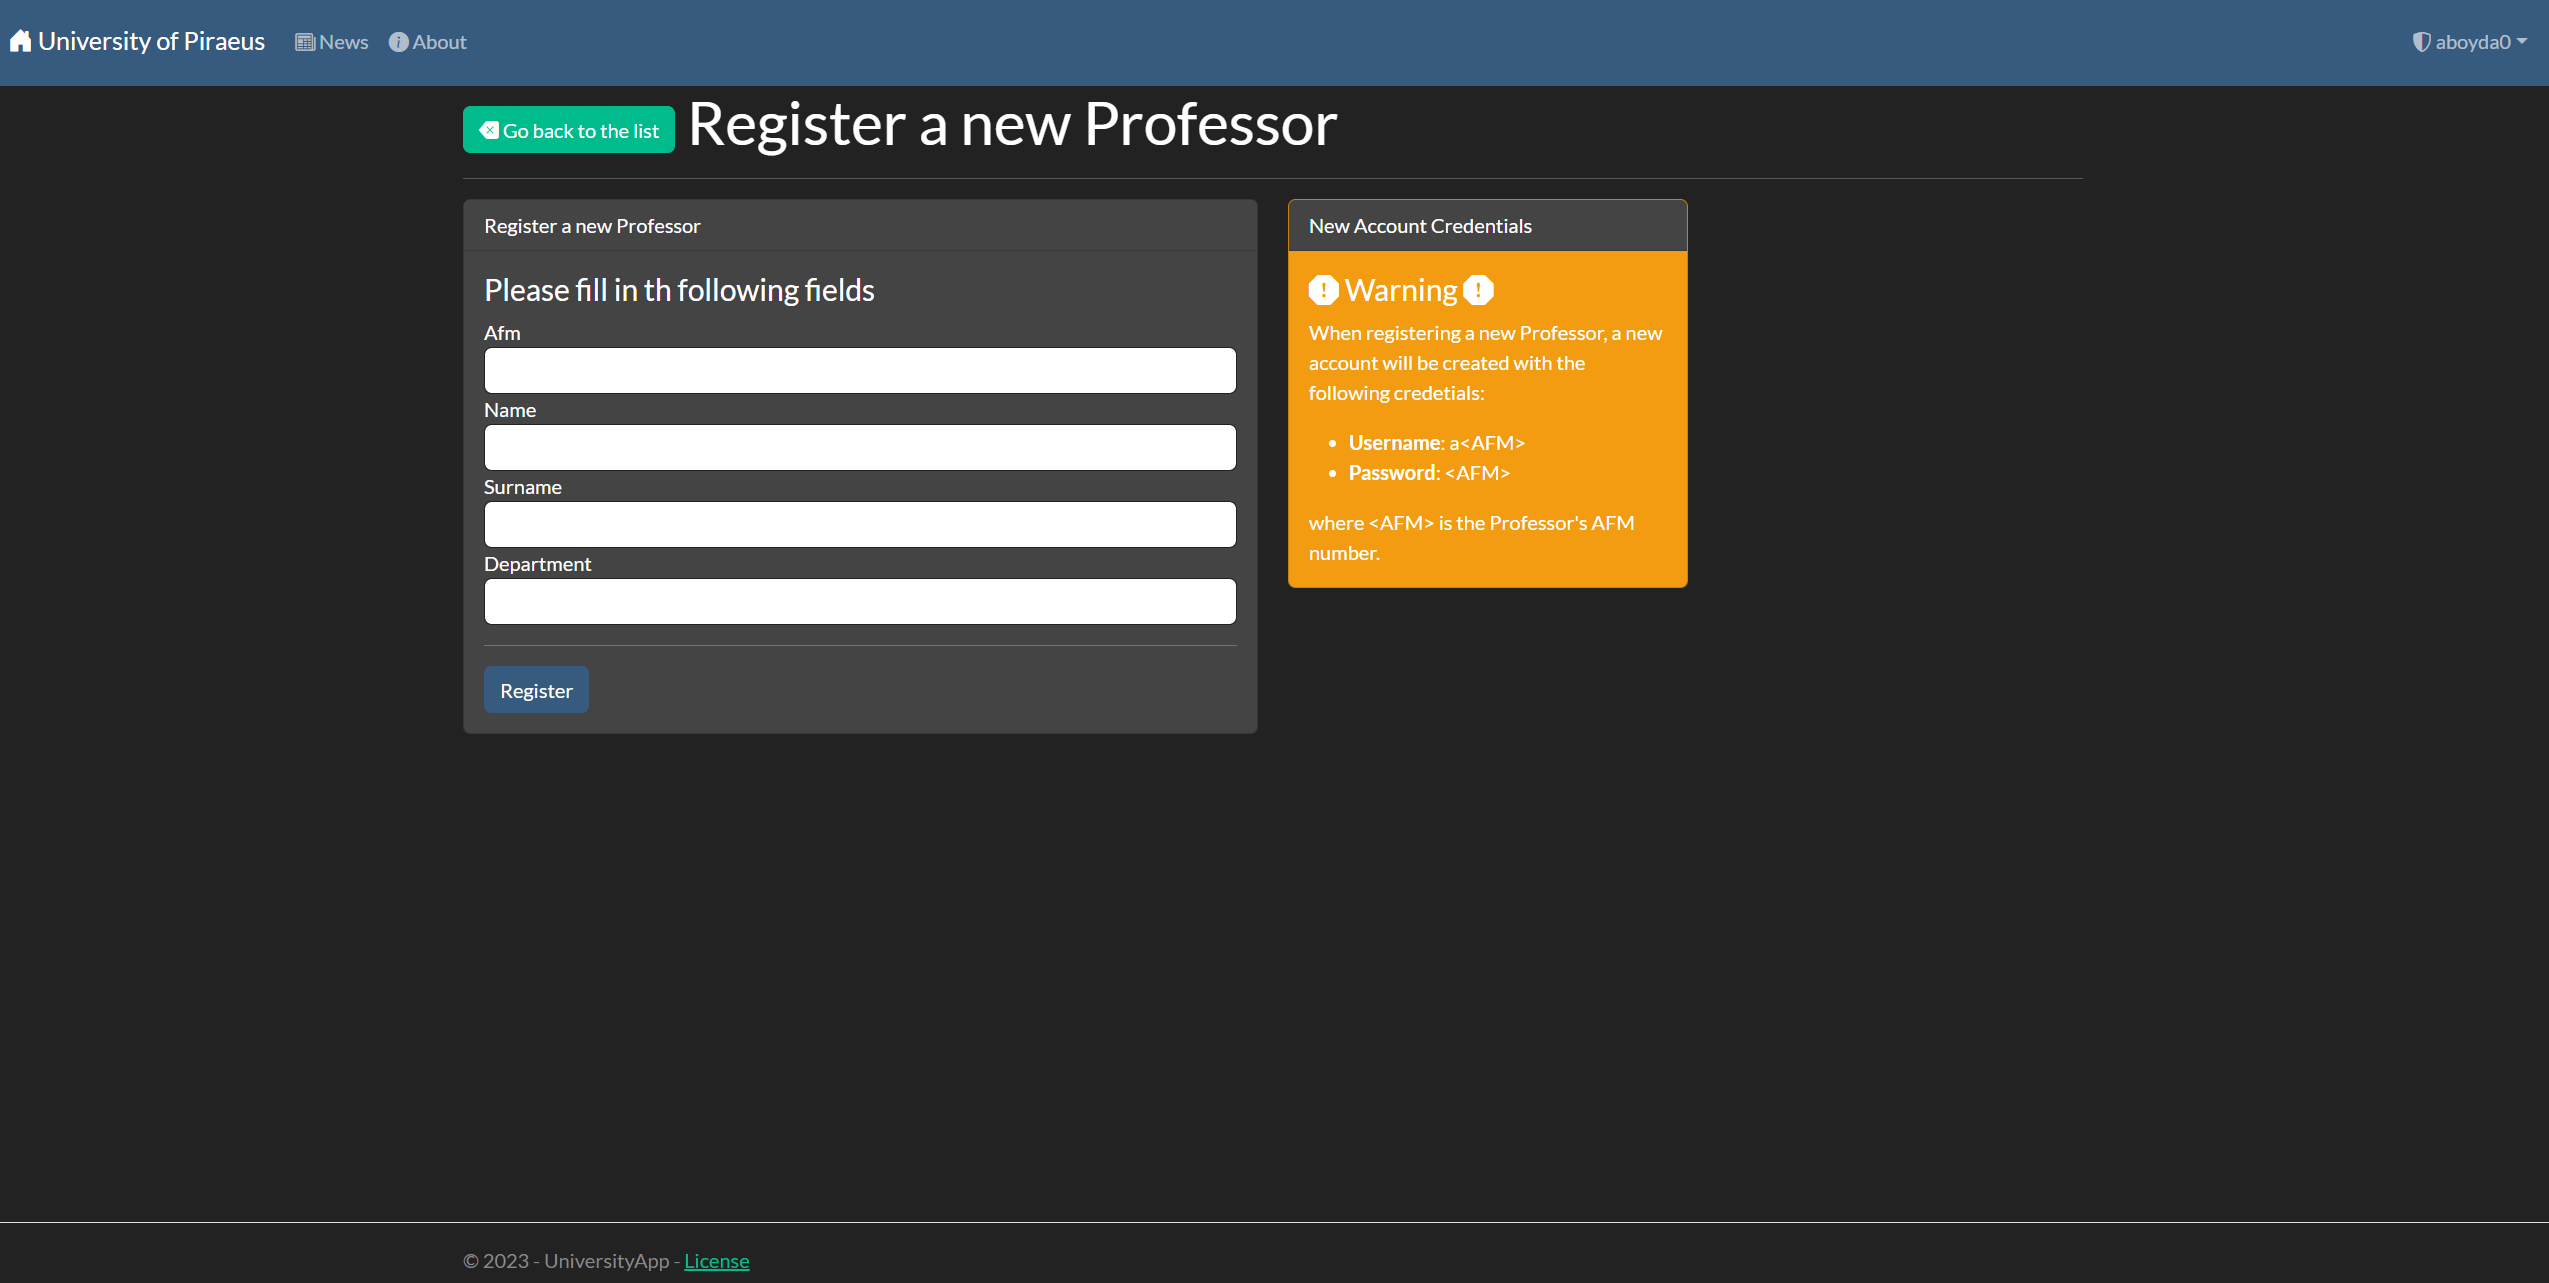 University of Piraeus News About aboyda0
Go back to the list Register a new Professor
Register a new Professor
Please fill in th following fields
Afm
Name
Surname
Department
Register
New Account Credentials
! Warning !
When registering a new Professor, a new
account will be created with the
following credetials:
• Username: a<AFM>
• Password: <AFM>
where <AFM> is the Professor's AFM
number.
© 2023 - UniversityApp - License